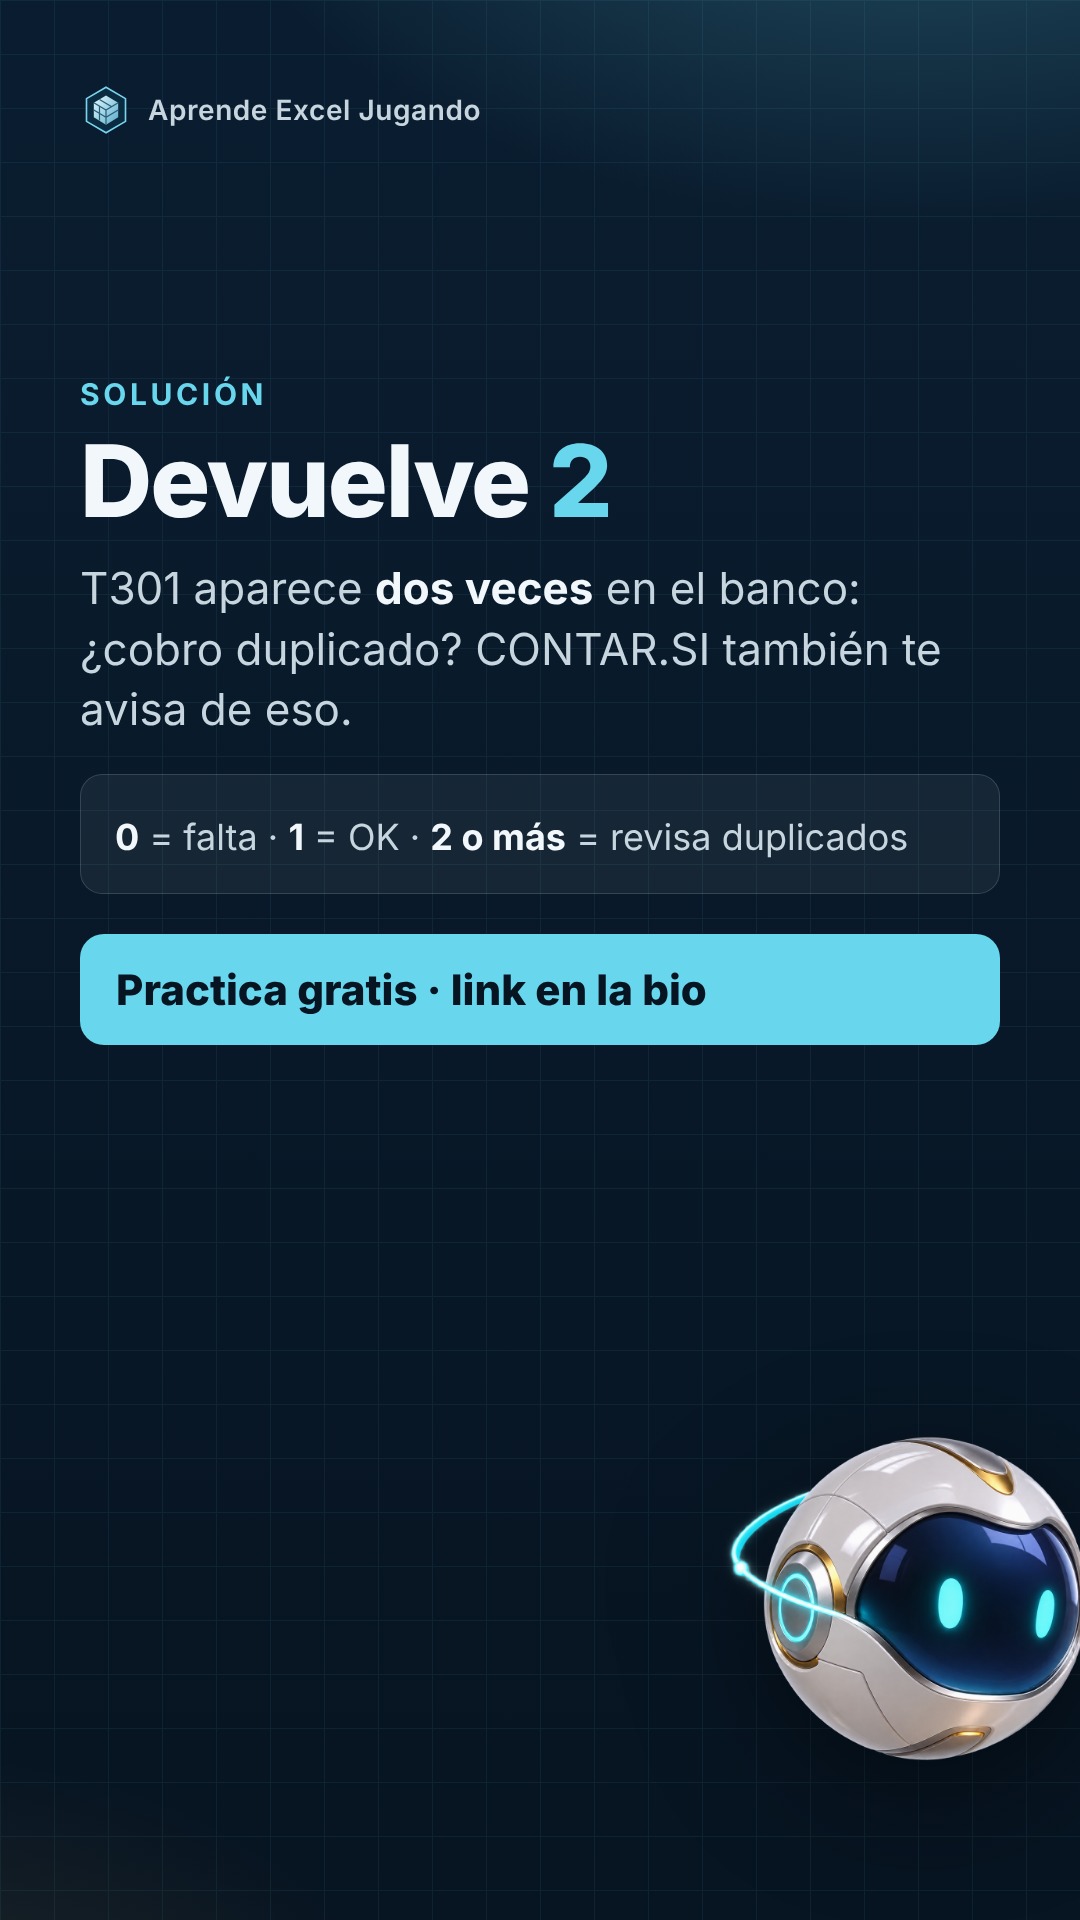 Aprende Excel Jugando
SOLUCIÓN
Devuelve 2
T301 aparece dos veces en el banco:
¿cobro duplicado? CONTAR.SI también te
avisa de eso.
0 = falta · 1 = OK · 2 o más = revisa duplicados
Practica gratis · link en la bio